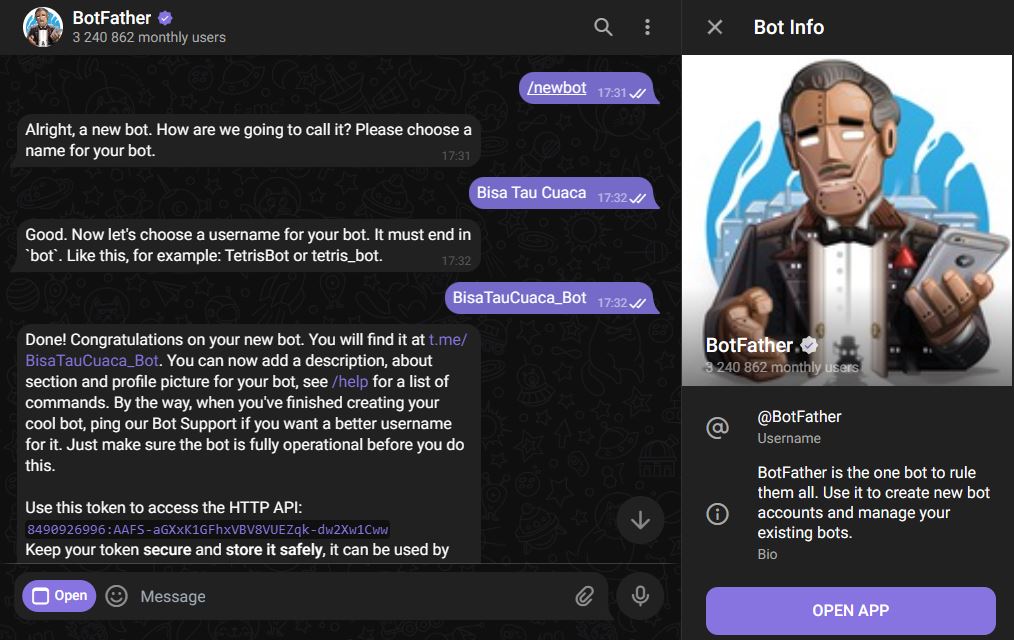 BotFather
3 240 862 monthly users
/newbot 17:31
Alright, a new bot. How are we going to call it? Please choose a
name for your bot. 17:31
Bisa Tau Cuaca 17:32
Good. Now let's choose a username for your bot. It must end in
`bot`. Like this, for example: TetrisBot or tetris_bot. 17:32
BisaTauCuaca_Bot 17:32
Done! Congratulations on your new bot. You will find it at t.me/
BisaTauCuaca_Bot. You can now add a description, about
section and profile picture for your bot, see /help for a list of
commands. By the way, when you've finished creating your
cool bot, ping our Bot Support if you want a better username
for it. Just make sure the bot is fully operational before you do
this.
Use this token to access the HTTP API:
8490926996:AAFS-aGXxK1GFhxVBV8VUEZqk-dw2Xw1Cww
Keep your token secure and store it safely, it can be used by
Open
Message
Bot Info
BotFather
3 240 862 monthly users
@BotFather
Username
BotFather is the one bot to rule
them all. Use it to create new bot
accounts and manage your
existing bots.
Bio
OPEN APP